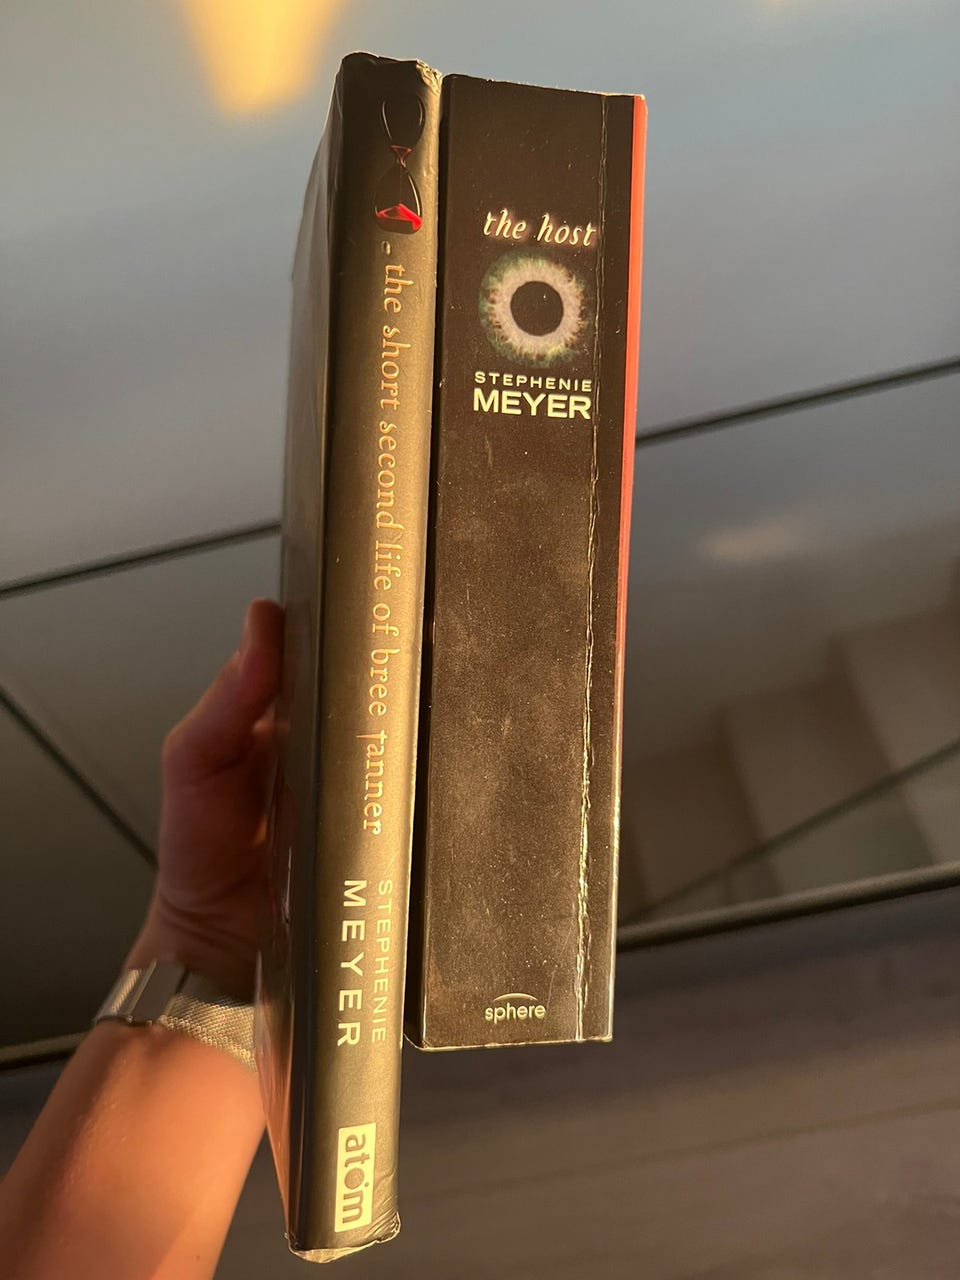 the short second life of bree tanner
STEPHENIE
MEYER
atom
the host
STEPHENIE
MEYER
sphere